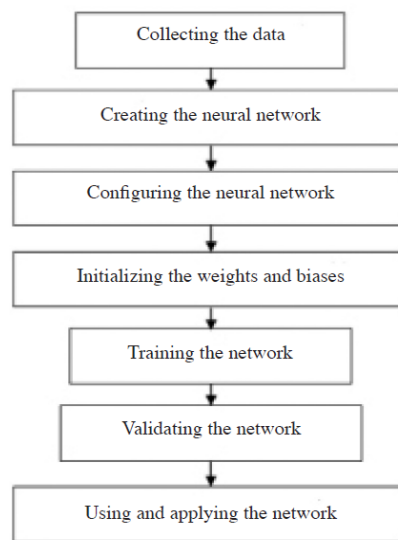 Collecting the data
Creating the neural network
Configuring the neural network
Initializing the weights and biases
Training the network
Validating the network
Using and applying the network